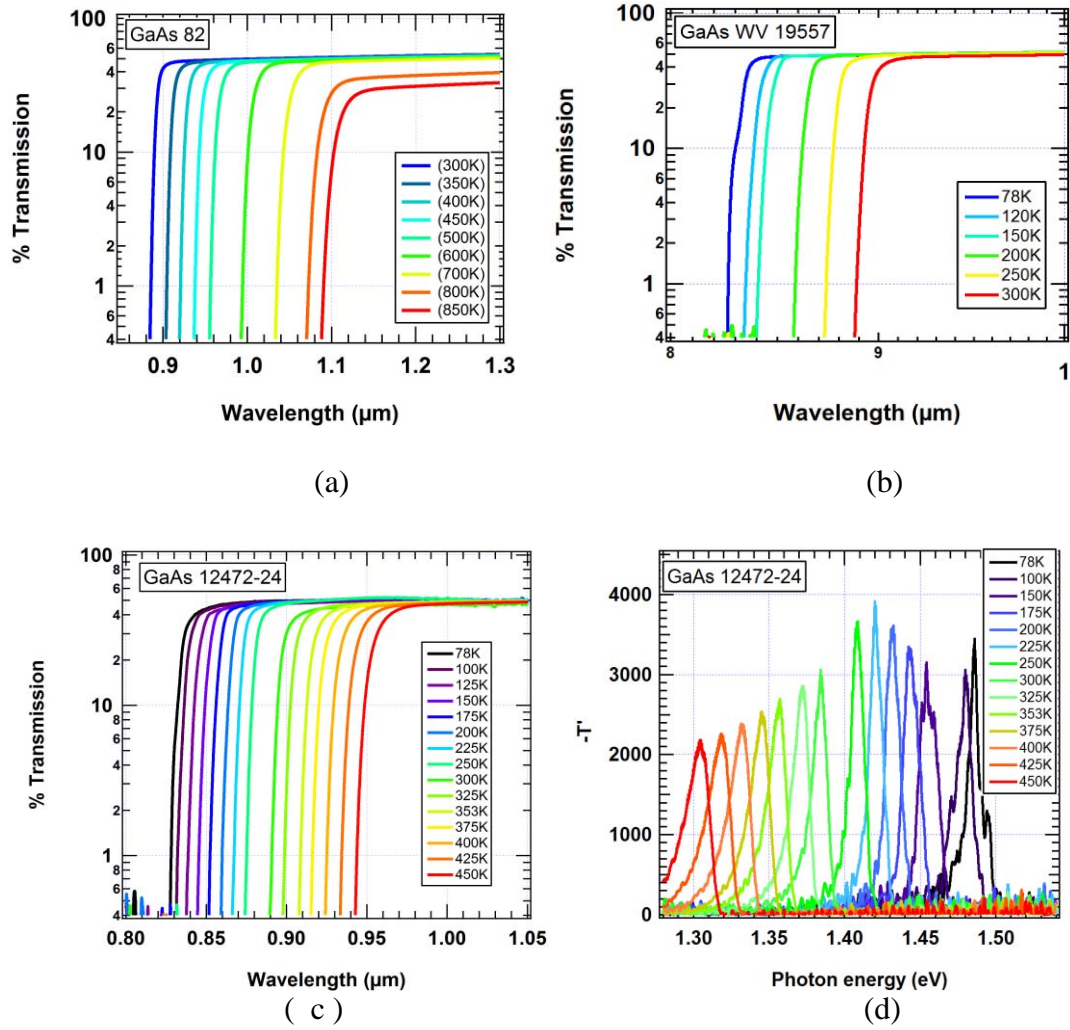 GaAs 82
% Transmission
100
6
4
2
10
6
4
2
1
6
4
0.9
1.0
1.1
1.2
1.3
Wavelength (µm)
(300K)
(350K)
(400K)
(450K)
(500K)
(600K)
(700K)
(800K)
(850K)
(a)
GaAs WV 19557
% Transmission
100
6
4
2
10
6
4
2
1
6
4
8
9
1
Wavelength (µm)
78K
120K
150K
200K
250K
300K
(b)
GaAs 12472-24
% Transmission
100
8
6
4
2
10
8
6
4
2
1
8
6
4
0.80
0.85
0.90
0.95
1.00
1.05
Wavelength (µm)
78K
100K
125K
150K
175K
200K
225K
250K
300K
325K
353K
375K
400K
425K
450K
( c )
GaAs 12472-24
-T'
4000
3000
2000
1000
0
1.30
1.35
1.40
1.45
1.50
Photon energy (eV)
78K
100K
150K
175K
200K
225K
250K
300K
325K
353K
375K
400K
425K
450K
(d)